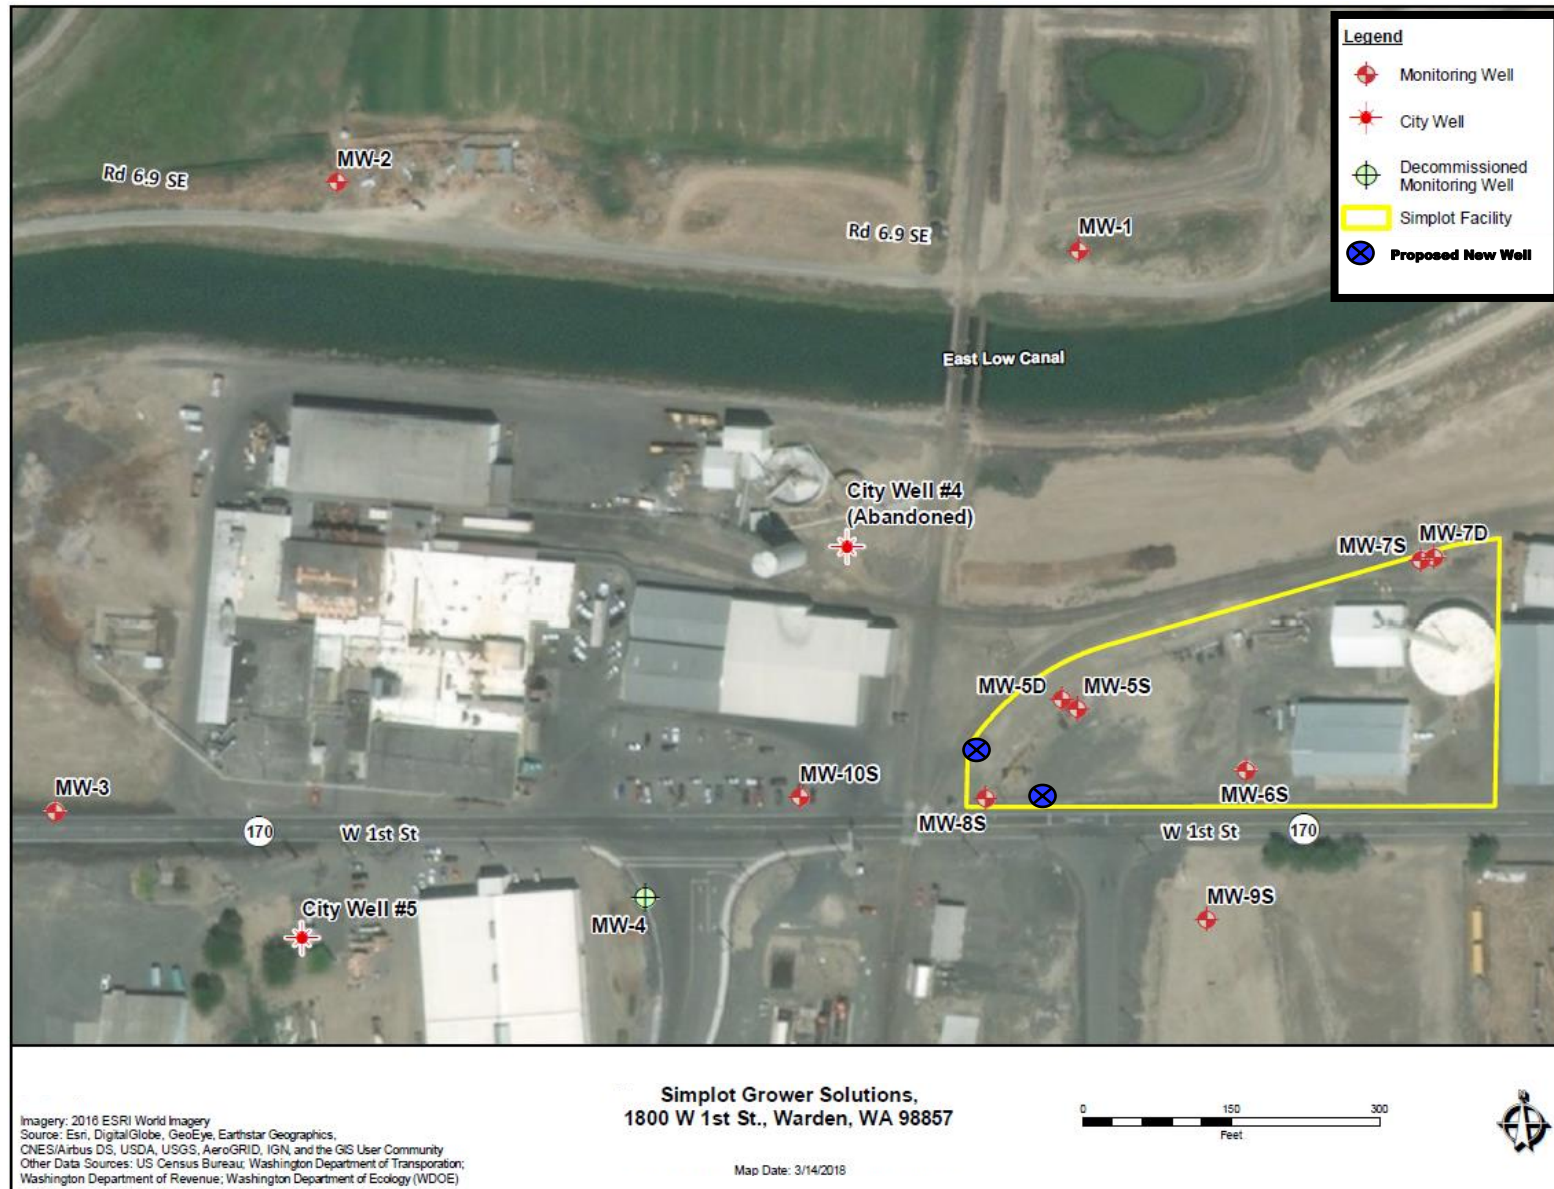 Legend
Monitoring Well
City Well
Decommissioned
Monitoring Well
Simplot Facility
Proposed New Well
MW-2
Rd 6.9 SE
Rd 6.9 SE
MW-1
East Low Canal
City Well #4
(Abandoned)
MW-7S
MW-7D
MW-5D
MW-5S
MW-3
MW-10S
MW-6S
MW-8S
170
W 1st St
W 1st St
170
MW-9S
City Well #5
MW-4
Simplot Grower Solutions,
1800 W 1st St., Warden, WA 98857
Map Date: 3/14/2018
0 150 300
Feet
Imagery: 2016 ESRI World Imagery
Source: Esri, DigitalGlobe, GeoEye, Earthstar Geographics,
CNES/Airbus DS, USDA, USGS, AeroGRID, IGN, and the GIS User Community
Other Data Sources: US Census Bureau; Washington Department of Transporation;
Washington Department of Revenue; Washington Department of Ecology (WDOE)